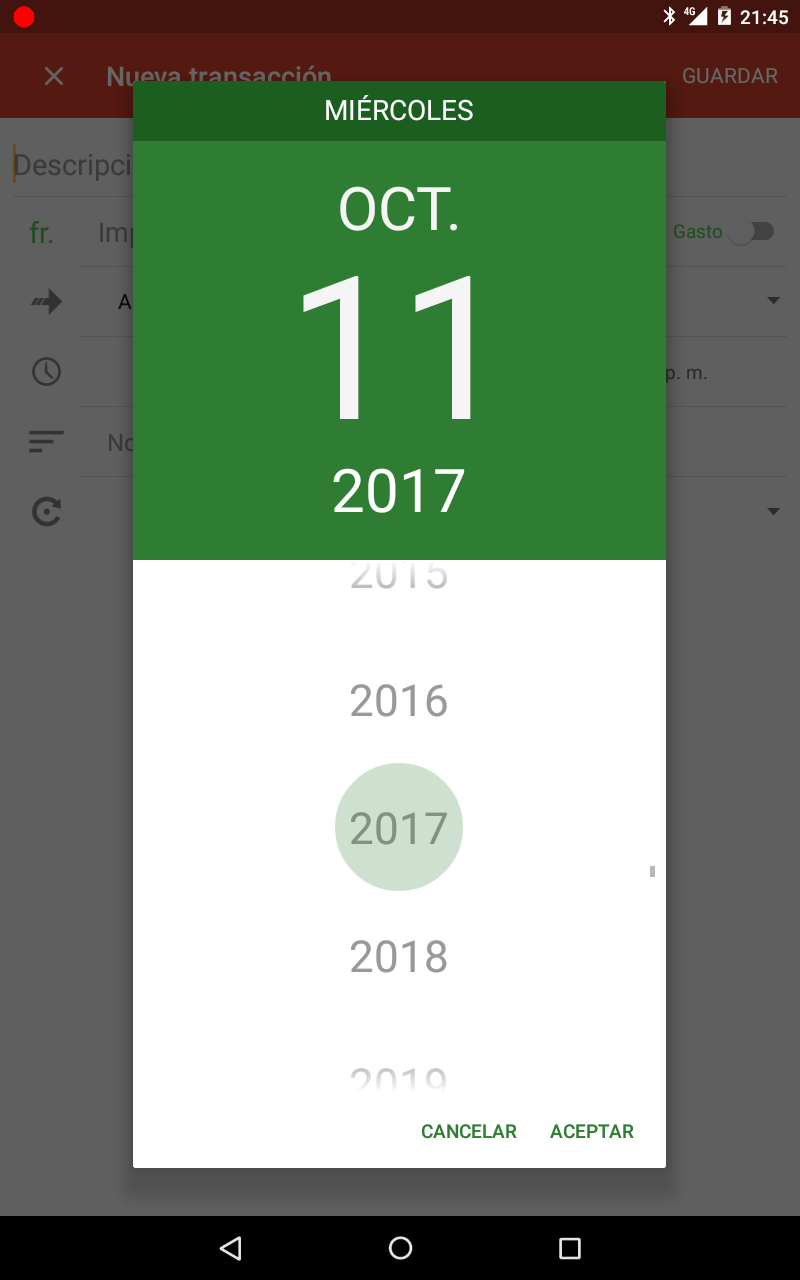 4G 21:45
Nueva transacción GUARDAR
MIÉRCOLES
OCT.
11
2017
Descripci
fr. Imp Gasto
A
p. m.
No
2015
2016
2017
2018
2019
CANCELAR ACEPTAR